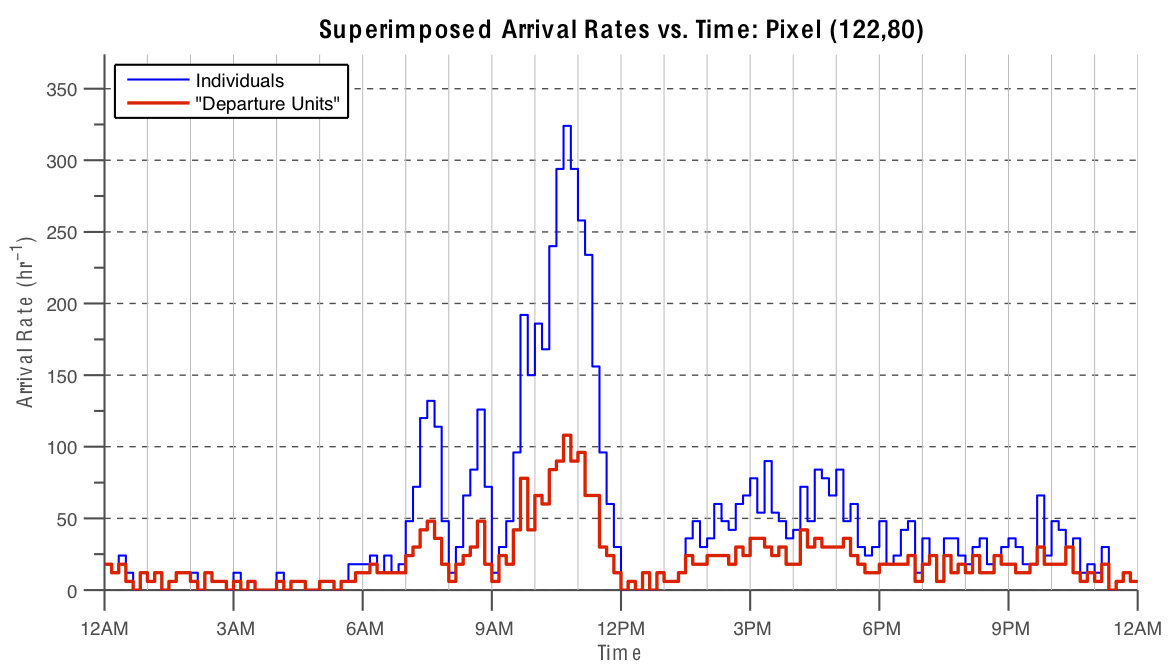 Superimposed Arrival Rates vs. Time: Pixel (122,80)
Individuals
"Departure Units"
350
300
250
200
150
100
50
0
Arrival Rate (hr⁻¹)
12AM 3AM 6AM 9AM 12PM 3PM 6PM 9PM 12AM
Time